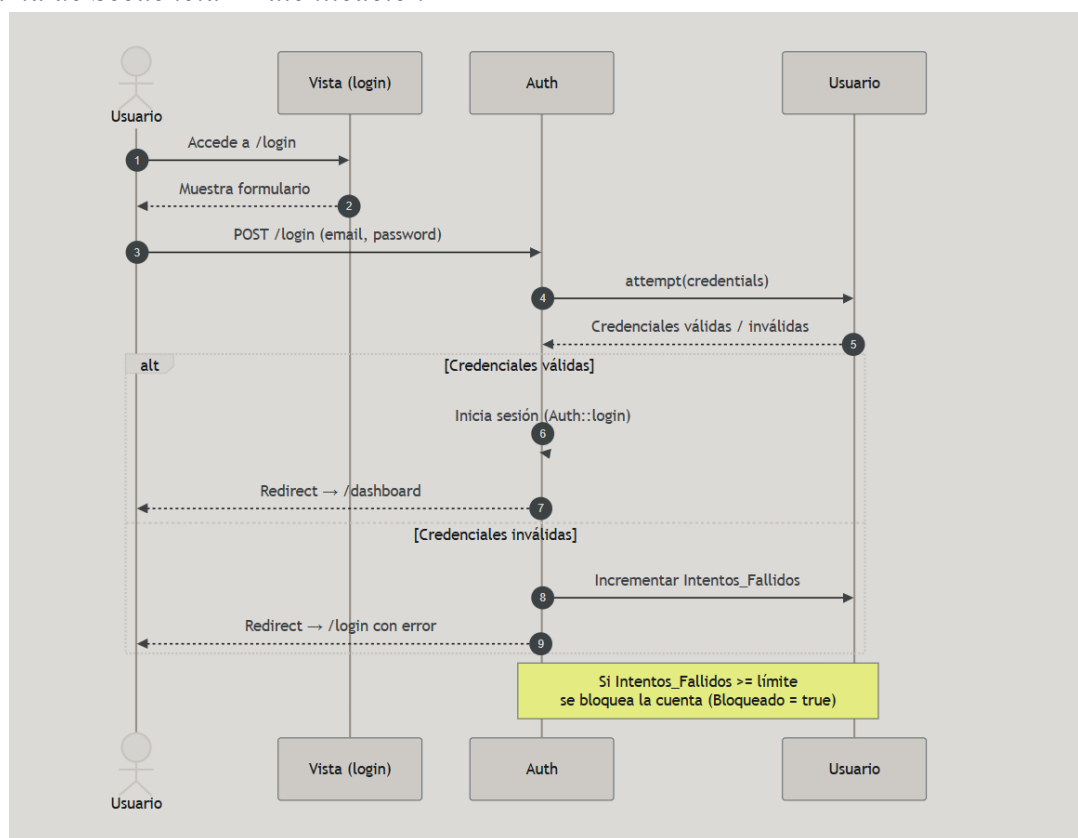 Vista (login)
Auth
Usuario
Usuario
Accede a /login
1
Muestra formulario
2
POST /login (email, password)
3
attempt(credentials)
4
Credenciales válidas / inválidas
5
alt
[Credenciales válidas]
Inicia sesión (Auth::login)
6
Redirect → /dashboard
7
[Credenciales inválidas]
Incrementar Intentos_Fallidos
8
Redirect → /login con error
9
Si Intentos_Fallidos >= límite
se bloquea la cuenta (Bloqueado = true)
Vista (login)
Auth
Usuario
Usuario